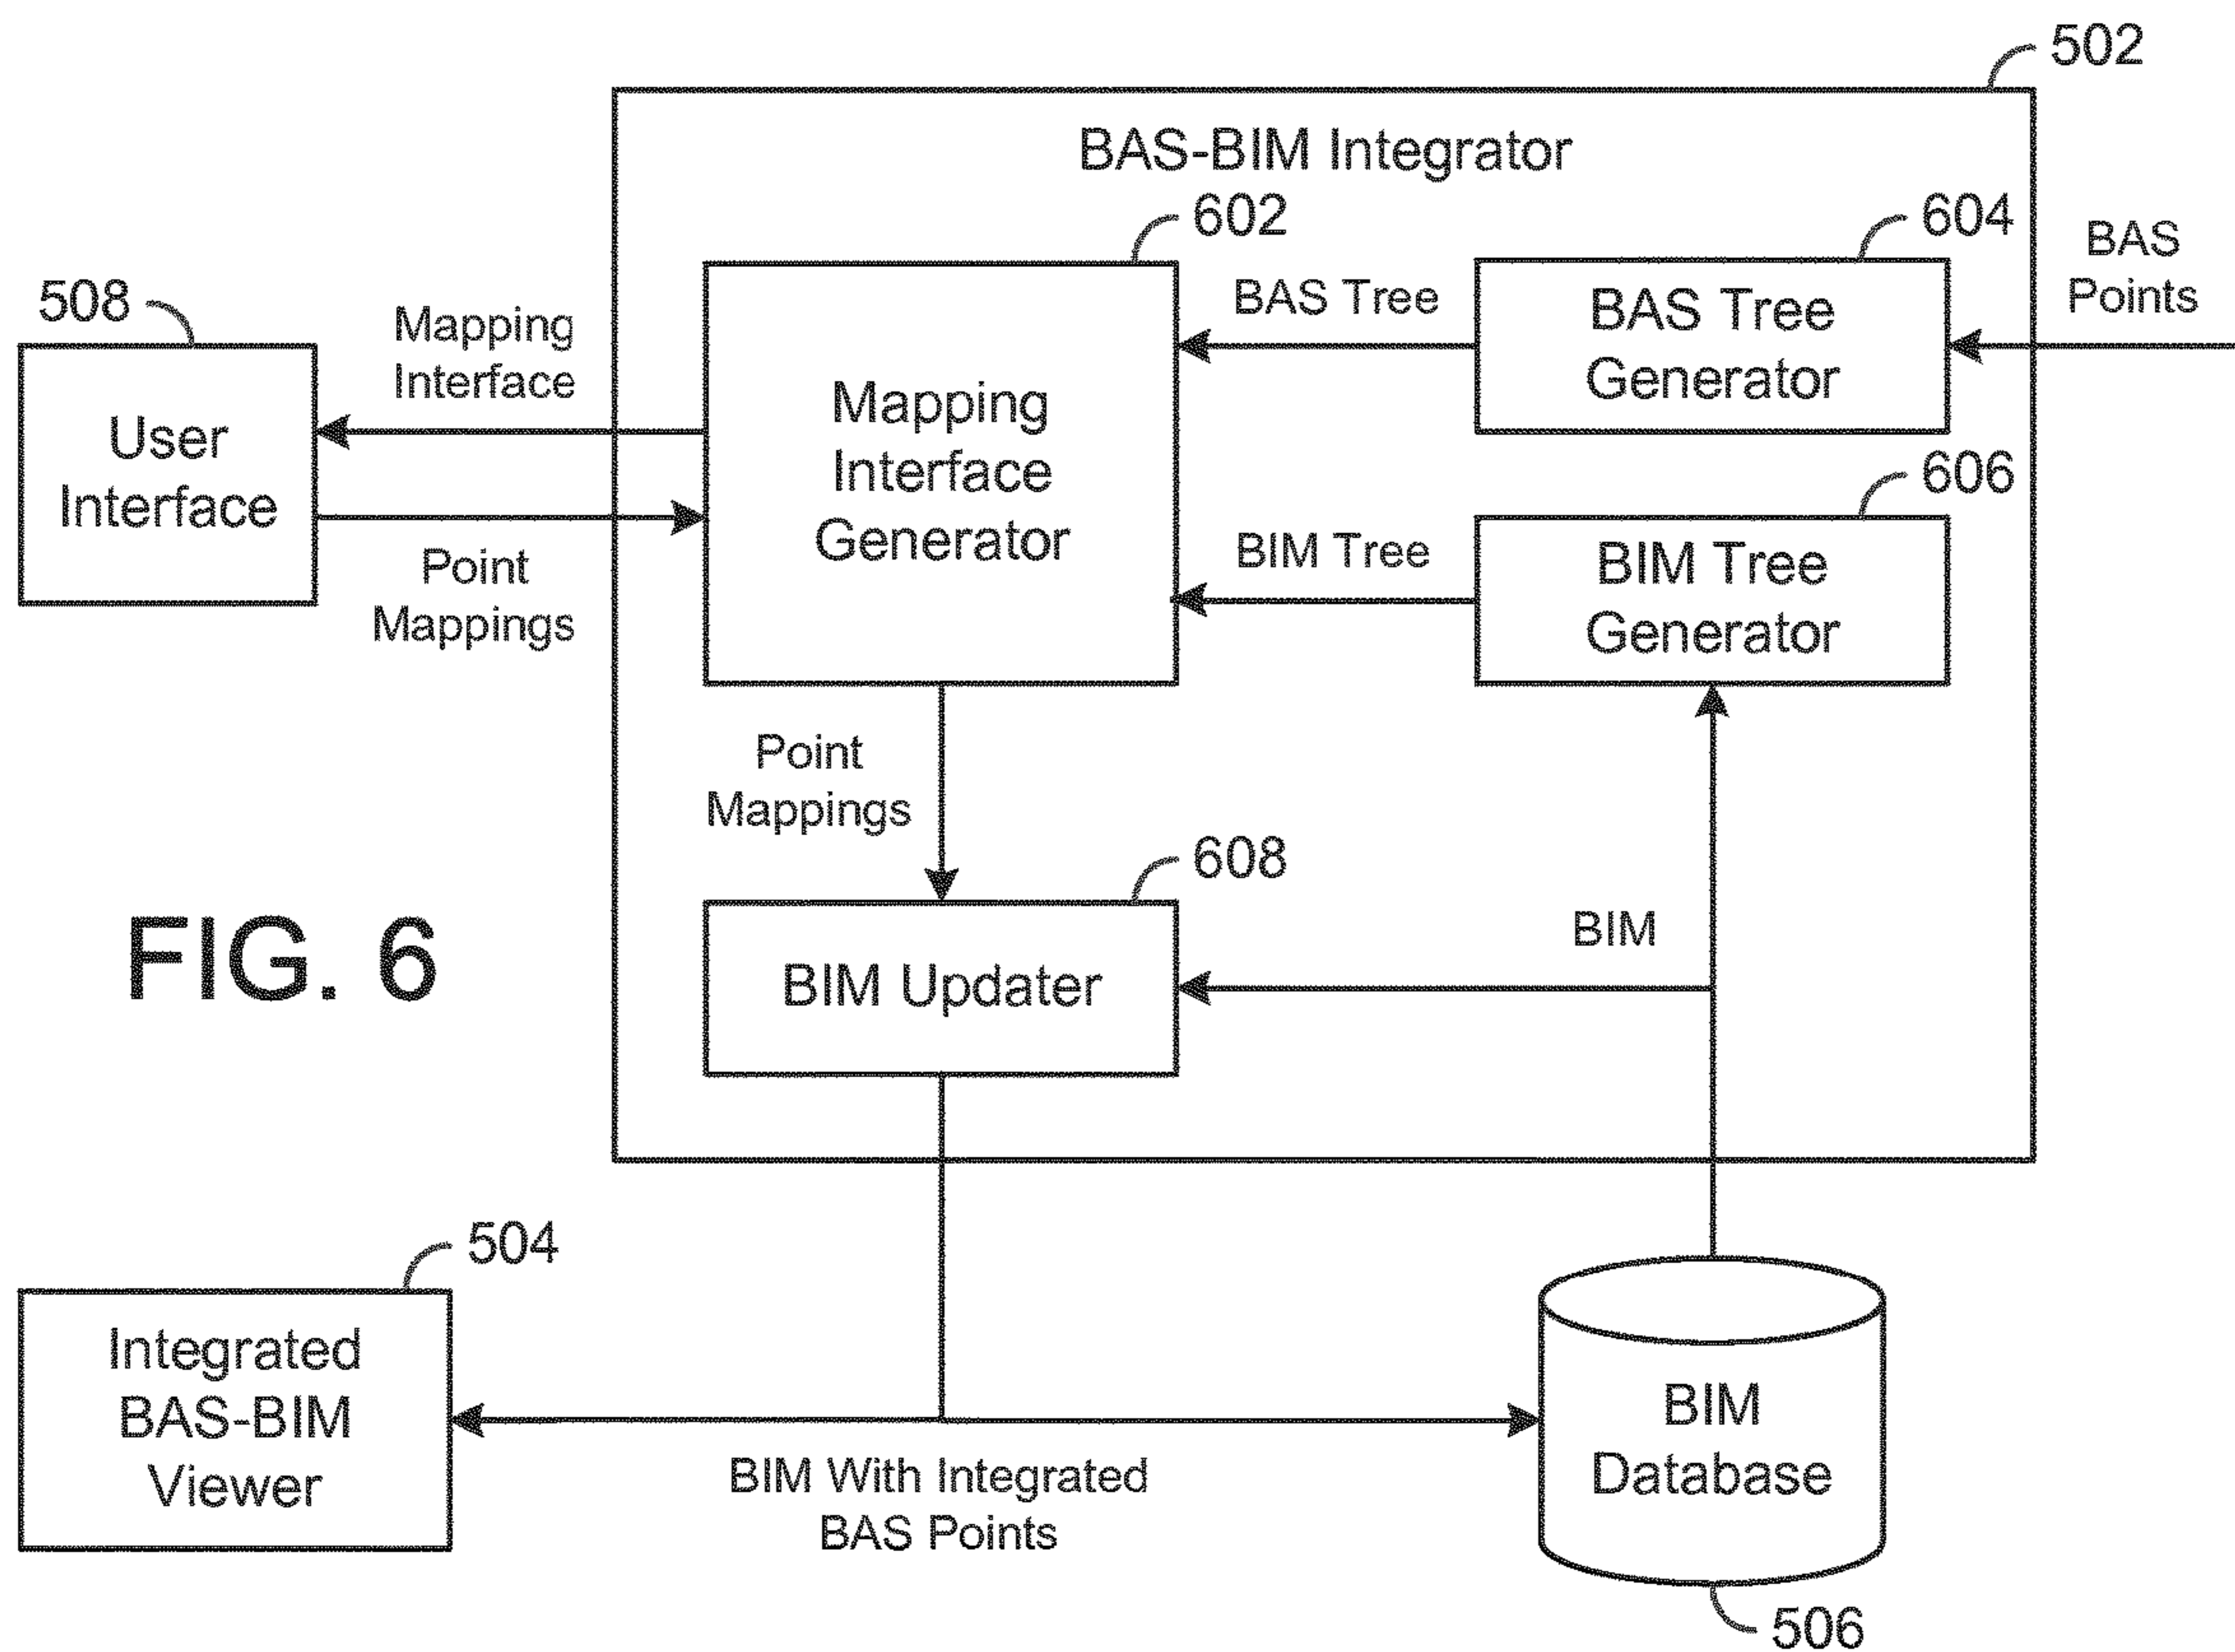 502
BAS-BIM Integrator
602
604
BAS
Points
508
Mapping
Interface
BAS Tree
BAS Tree
Generator
User
Interface
Mapping
Interface
Generator
606
Point
Mappings
BIM Tree
BIM Tree
Generator
Point
Mappings
608
BIM
FIG. 6
BIM Updater
504
Integrated
BAS-BIM
Viewer
BIM With Integrated
BAS Points
BIM
Database
506